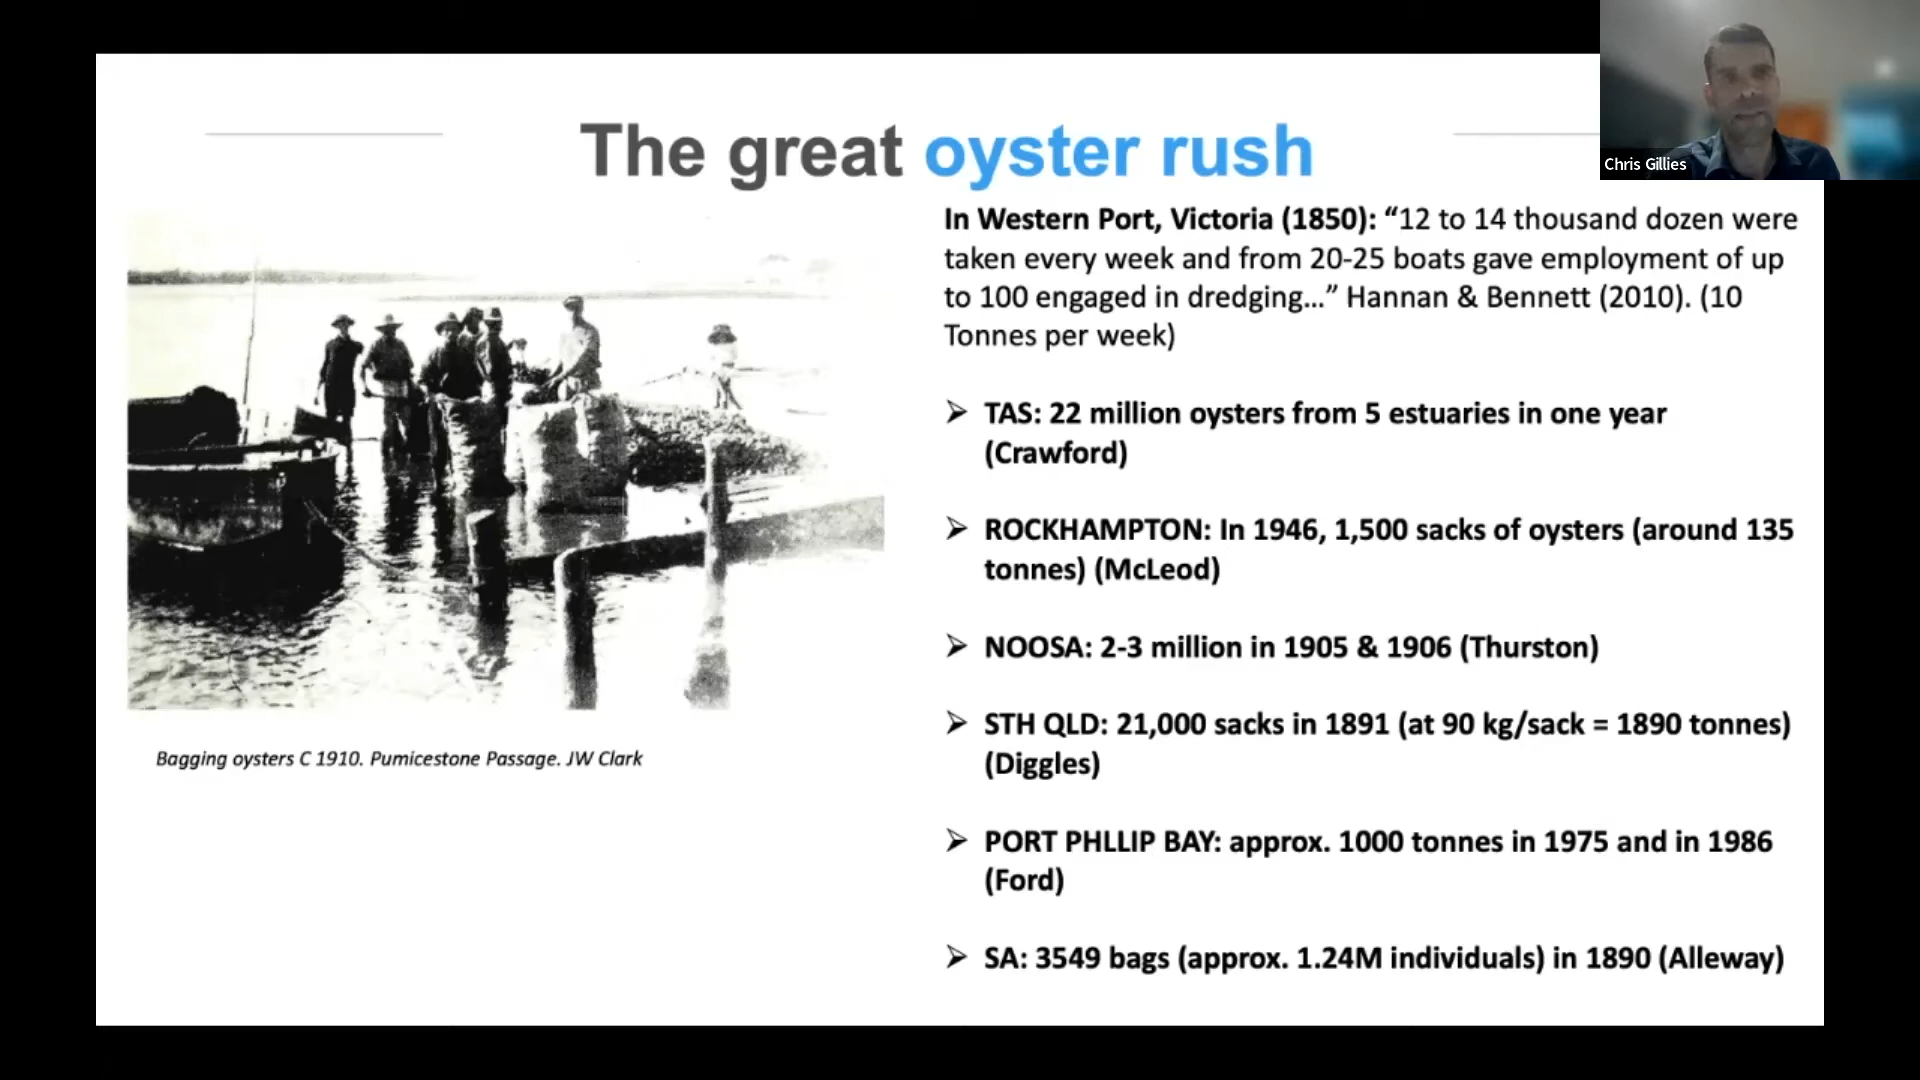 Chris Gillies
The great oyster rush
In Western Port, Victoria (1850): “12 to 14 thousand dozen were
taken every week and from 20-25 boats gave employment of up
to 100 engaged in dredging…” Hannan & Bennett (2010). (10
Tonnes per week)
➢ TAS: 22 million oysters from 5 estuaries in one year
(Crawford)
➢ ROCKHAMPTON: In 1946, 1,500 sacks of oysters (around 135
tonnes) (McLeod)
➢ NOOSA: 2-3 million in 1905 & 1906 (Thurston)
➢ STH QLD: 21,000 sacks in 1891 (at 90 kg/sack = 1890 tonnes)
(Diggles)
➢ PORT PHLLIP BAY: approx. 1000 tonnes in 1975 and in 1986
(Ford)
➢ SA: 3549 bags (approx. 1.24M individuals) in 1890 (Alleway)
Bagging oysters C 1910. Pumicestone Passage. JW Clark